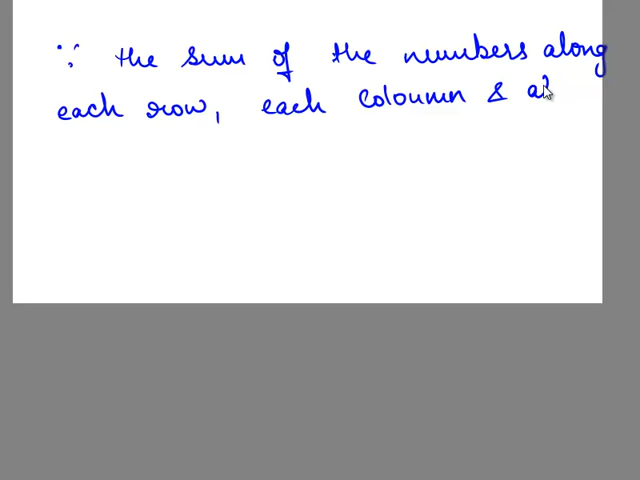 ∵ the sum of the numbers along
each row, each coloumn &